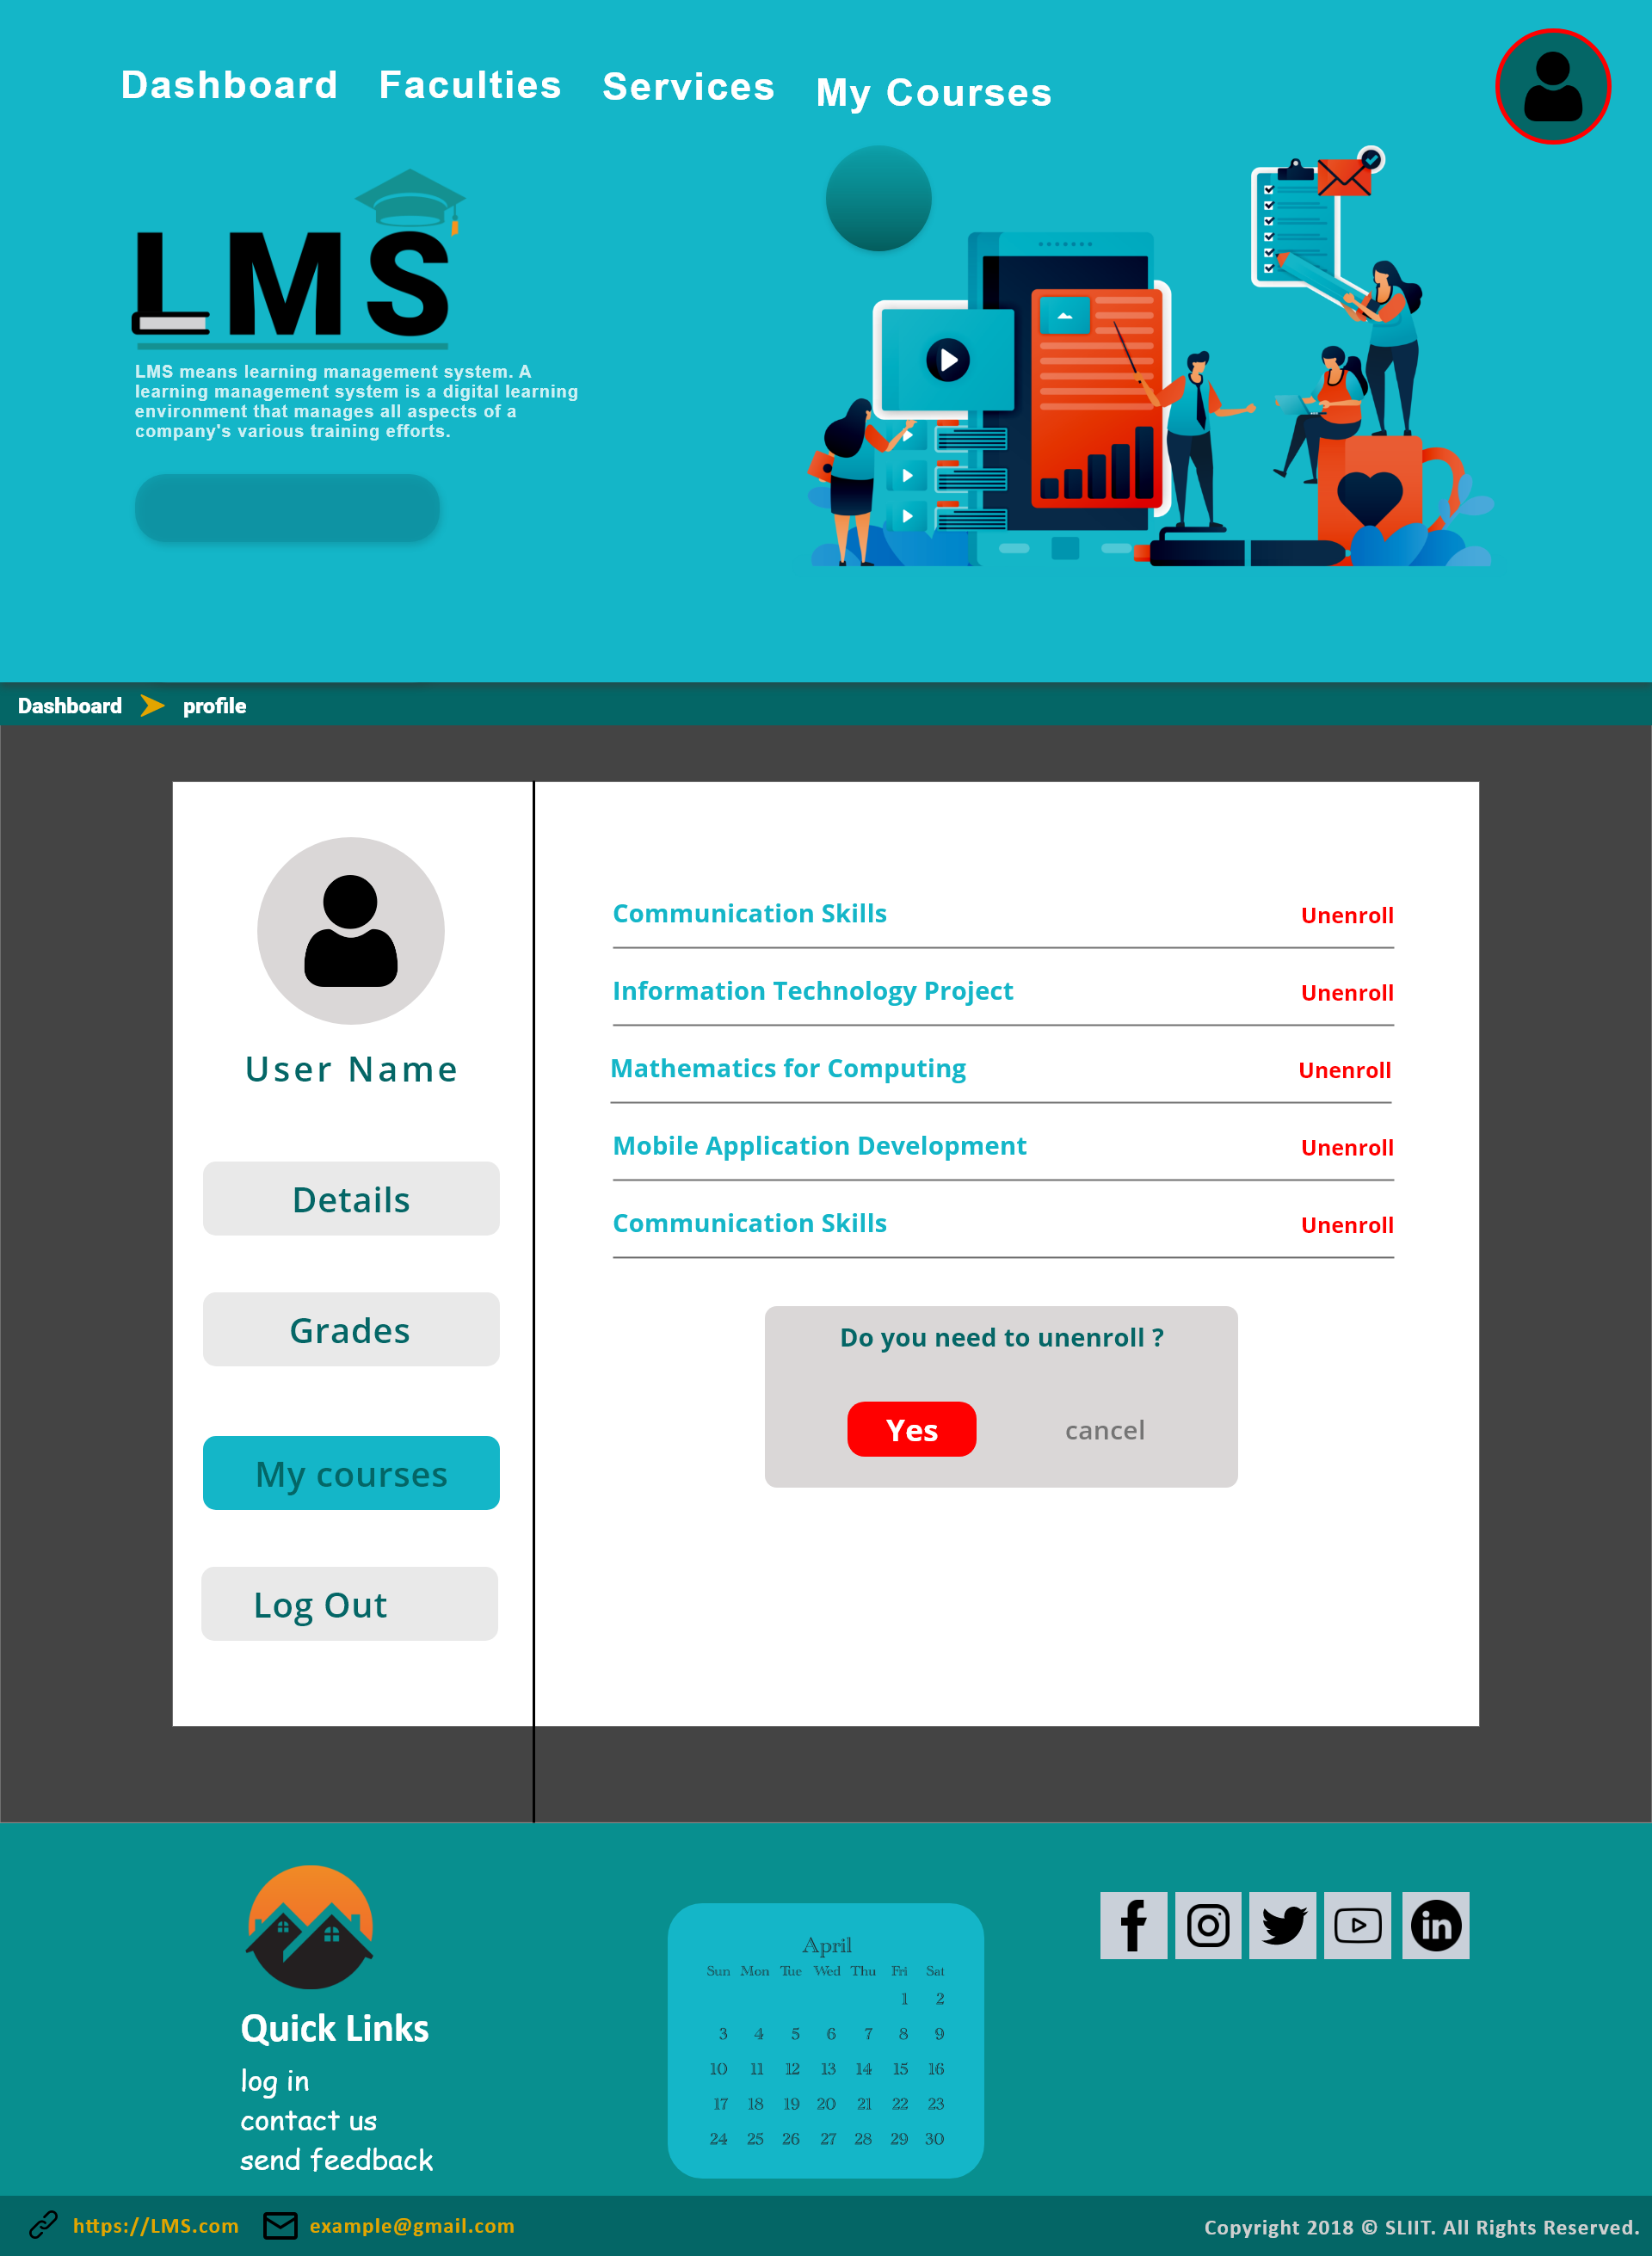 Dashboard Faculties Services My Courses
LMS
LMS means learning management system. A
learning management system is a digital learning
environment that manages all aspects of a
company's various training efforts.
Dashboard profile
User Name
Details
Grades
My courses
Log Out
Communication Skills Unenroll
Information Technology Project Unenroll
Mathematics for Computing Unenroll
Mobile Application Development Unenroll
Communication Skills Unenroll
Do you need to unenroll ?
Yes cancel
Quick Links
log in
contact us
send feedback
April
Sun Mon Tue Wed Thu Fri Sat
1 2
3 4 5 6 7 8 9
10 11 12 13 14 15 16
17 18 19 20 21 22 23
24 25 26 27 28 29 30
in
https://LMS.com example@gmail.com Copyright 2018 © SLIIT. All Rights Reserved.